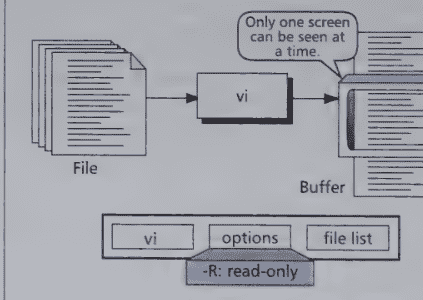 Only one screen
can be seen at
a time.
vi
File
Buffer
vi
options
file list
-R: read-only